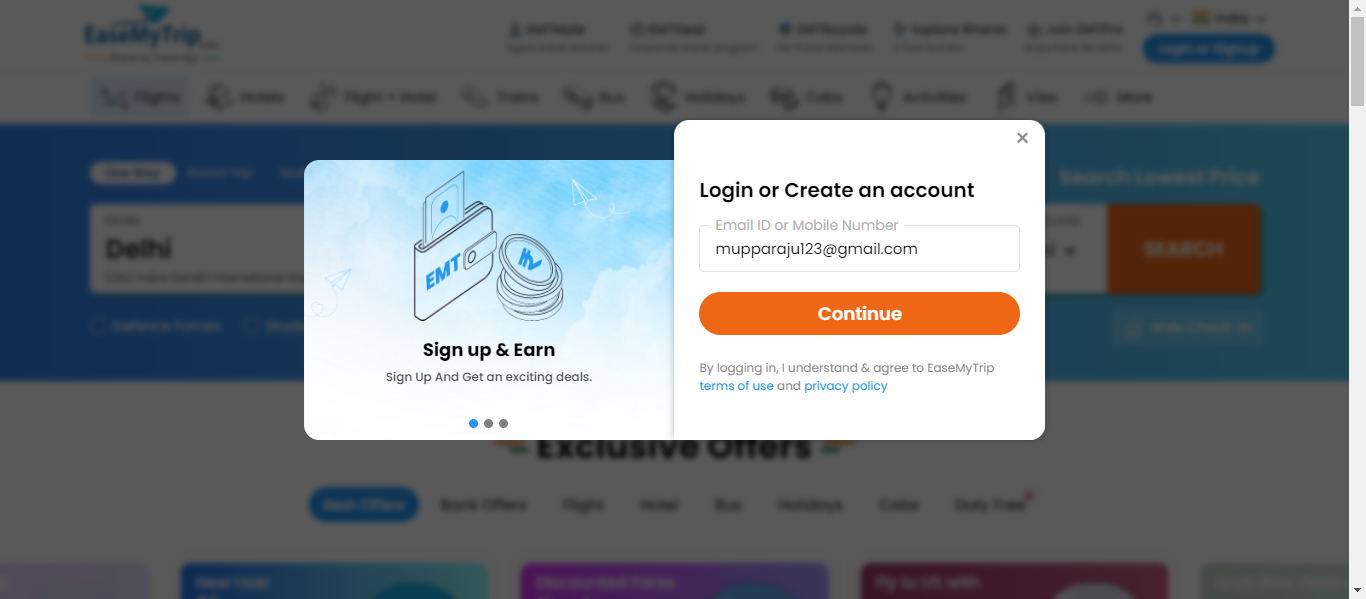 EaseMyTrip
EMTMate
EMTDesk
EMTRoyale
Explore Bharat
Join EMTPro
India
Login or Signup
Flights
Hotels
Flight + Hotel
Trains
Bus
Holidays
Cabs
Activities
Visa
More
One Way
Round Trip
Search Lowest Price
FROM
Delhi
SEARCH
Defence Forces
Web Check-In
EMT
Sign up & Earn
Sign Up And Get an exciting deals.
Login or Create an account
Email ID or Mobile Number
mupparaju123@gmail.com
Continue
By logging in, I understand & agree to EaseMyTrip
terms of use and privacy policy
Exclusive Offers
Best Offers
Bank Offers
Flight
Hotel
Bus
Holidays
Cabs
Duty Free
New User
Discounted Fares
Fly to US with